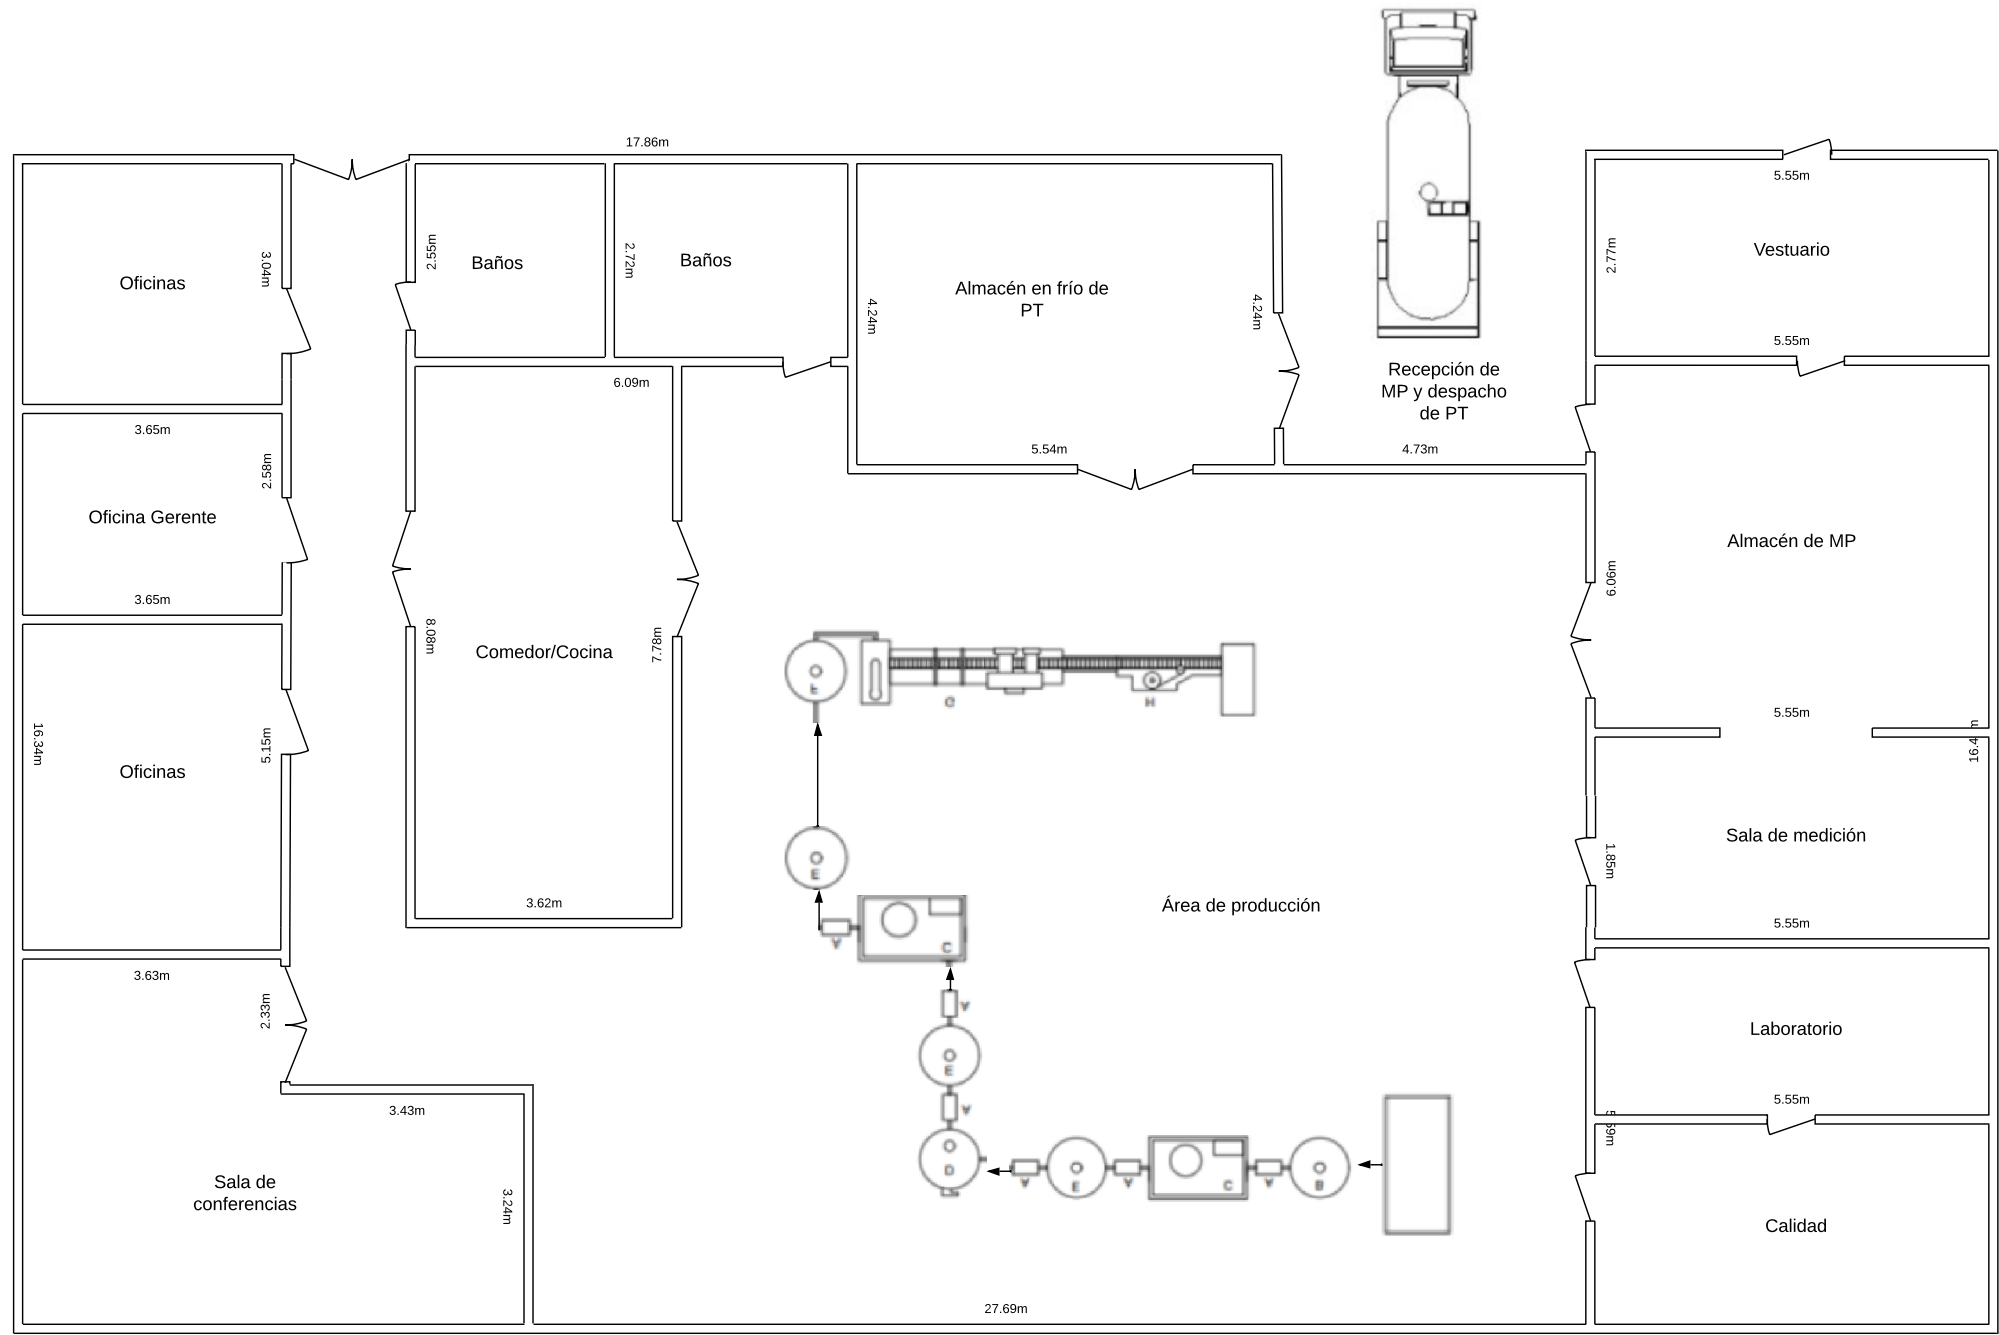 17.86m
5.55m
Oficinas
3.04m
2.55m
Baños
2.72m
Baños
4.24m
Almacén en frío de
PT
4.24m
2.77m
Vestuario
5.55m
Recepción de
MP y despacho
de PT
6.09m
3.65m
5.54m
4.73m
2.58m
Oficina Gerente
3.65m
Almacén de MP
6.06m
8.08m
Comedor/Cocina
7.78m
E
G
H
5.55m
16.34m
5.15m
Oficinas
16.4
Sala de medición
1.85m
E
3.62m
Área de producción
5.55m
A
C
3.63m
2.33m
A
E
Laboratorio
5.55m
3.43m
A
D
A
E
A
C
A
B
Sala de
conferencias
3.24m
Calidad
27.69m